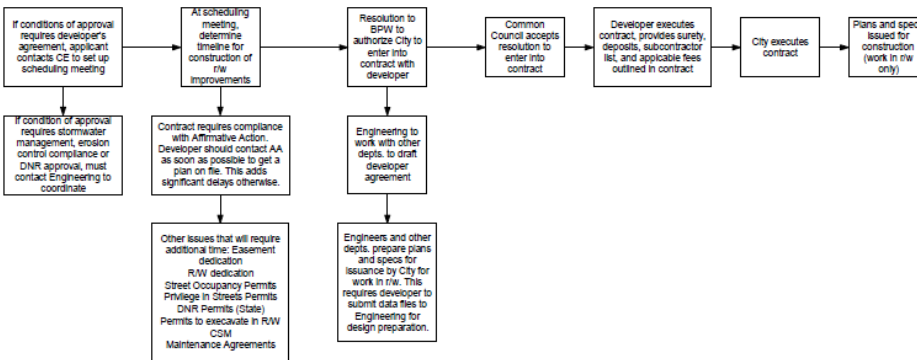 If conditions of approval
requires developer's
agreement, applicant
contacts CE to set up
scheduling meeting
At scheduling
meeting,
determine
timeline for
construction of
r/w
improvements
Resolution to
BPW to
authorize City to
enter into
contract with
developer
Common
Council accepts
resolution to
enter into
contract
Developer executes
contract, provides surety,
deposits, subcontractor
list, and applicable fees
outlined in contract
City executes
contract
Plans and spec
issued for
construction
(work in r/w
only)
If condition of approval
requires stormwater
management, erosion
control compliance or
DNR approval, must
contact Engineering to
coordinate
Contract requires compliance
with Affirmative Action.
Developer should contact AA
as soon as possible to get a
plan on file. This adds
significant delays otherwise.
Engineering to
work with other
depts. to draft
developer
agreement
Other issues that will require
additional time: Easement
dedication
R/W dedication
Street Occupancy Permits
Privilege in Streets Permits
DNR Permits (State)
Permits to execavate in R/W
CSM
Maintenance Agreements
Engineers and other
depts. prepare plans
and specs for
issuance by City for
work in r/w. This
requires developer to
submit data files to
Engineering for
design preparation.